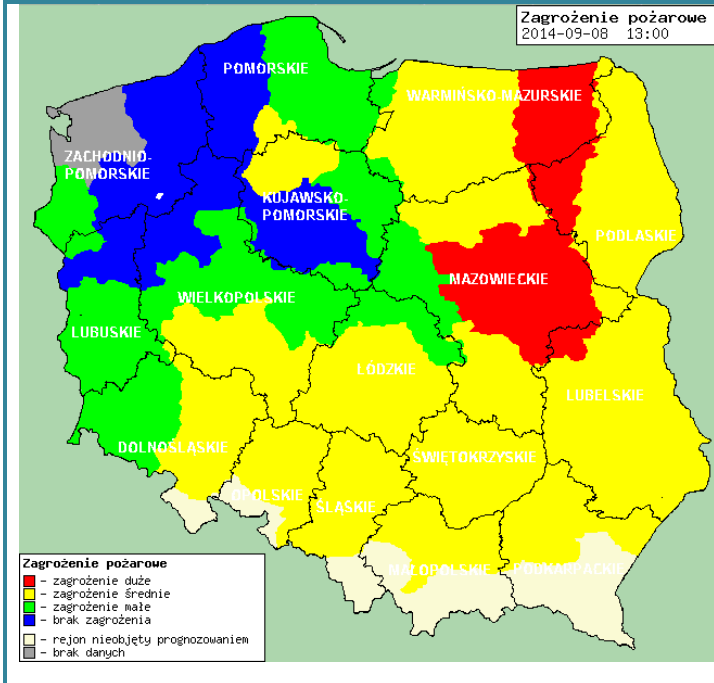 Zagrożenie pożarowe
2014-09-08 13:00
POMORSKIE
WARMIŃSKO-MAZURSKIE
ZACHODNIO-
POMORSKIE
KUJAWSKO-
POMORSKIE
PODLASKIE
MAZOWIECKIE
WIELKOPOLSKIE
LUBUSKIE
ŁÓDZKIE
LUBELSKIE
DOLNOŚLĄSKIE
ŚWIĘTOKRZYSKIE
OPOLSKIE
ŚLĄSKIE
MAŁOPOLSKIE
PODKARPACKIE
Zagrożenie pożarowe
- zagrożenie duże
- zagrożenie średnie
- zagrożenie małe
- brak zagrożenia
- rejon nieobjęty prognozowaniem
- brak danych